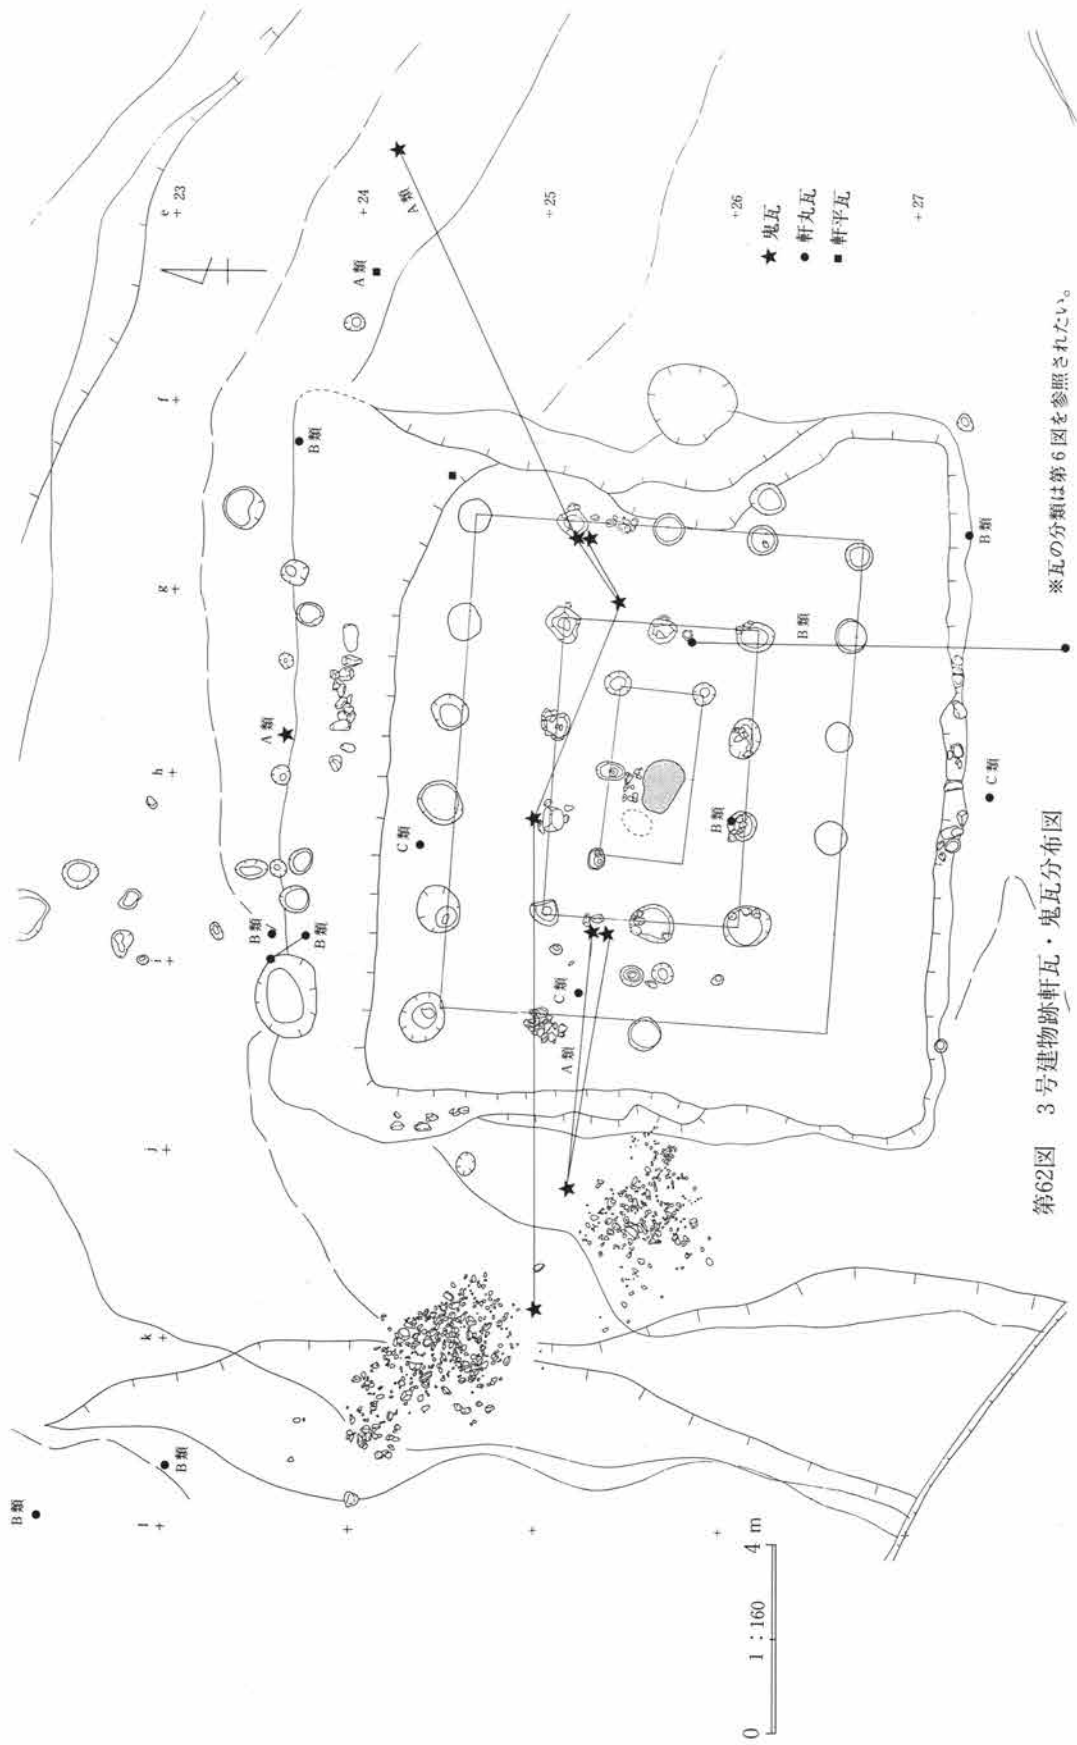 B類
B類
l
k
j
i
h
g
f
e
23
24
25
26
27
B類
B類
A類
B類
A類
A類
C類
C類
A類
B類
B類
B類
C類
★ 鬼瓦
● 軒丸瓦
■ 軒平瓦
0 1:160 4 m
第62図 3号建物跡軒瓦・鬼瓦分布図
※瓦の分類は第6図を参照されたい。